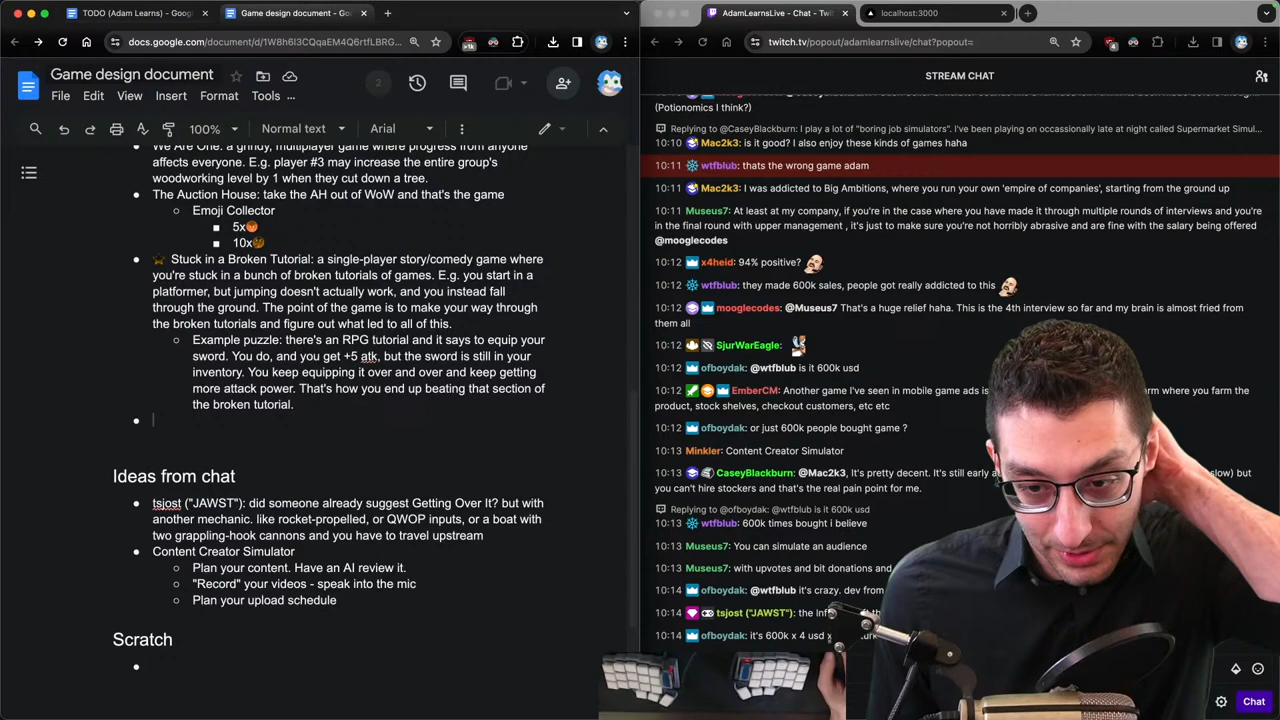 TODO (Adam Learns) - Goog
Game design document - Go
AdamLearnsLive - Chat - Twit
localhost:3000
docs.google.com/document/d/1W8h6I3CQqaEM4Q6rtfLBRG...
twitch.tv/popout/adamlearnslive/chat?popout=
Game design document
File Edit View Insert Format Tools ...
100% Normal text Arial
We Are One: a grindy, multiplayer game where progress from anyone
affects everyone. E.g. player #3 may increase the entire group's
woodworking level by 1 when they cut down a tree.
The Auction House: take the AH out of WoW and that's the game
Emoji Collector
5x😡
10x🤔
⭐ Stuck in a Broken Tutorial: a single-player story/comedy game where
you're stuck in a bunch of broken tutorials of games. E.g. you start in a
platformer, but jumping doesn't actually work, and you instead fall
through the ground. The point of the game is to make your way through
the broken tutorials and figure out what led to all of this.
Example puzzle: there's an RPG tutorial and it says to equip your
sword. You do, and you get +5 atk, but the sword is still in your
inventory. You keep equipping it over and over and keep getting
more attack power. That's how you end up beating that section of
the broken tutorial.
Ideas from chat
tsjost ("JAWST"): did someone already suggest Getting Over It? but with
another mechanic. like rocket-propelled, or QWOP inputs, or a boat with
two grappling-hook cannons and you have to travel upstream
Content Creator Simulator
Plan your content. Have an AI review it.
"Record" your videos - speak into the mic
Plan your upload schedule
Scratch
STREAM CHAT
(Potionomics I think?)
Replying to @CaseyBlackburn: I play a lot of "boring job simulators". I've been playing on occassionally late at night called Supermarket Simul...
10:10 Mac2k3: is it good? I also enjoy these kinds of games haha
10:11 wtfblub: thats the wrong game adam
10:11 Mac2k3: I was addicted to Big Ambitions, where you run your own 'empire of companies', starting from the ground up
10:11 Museus7: At least at my company, if you're in the case where you have made it through multiple rounds of interviews and you're
in the final round with upper management , it's just to make sure you're not horribly abrasive and are fine with the salary being offered
@mooglecodes
10:12 x4heid: 94% positive?
10:12 wtfblub: they made 600k sales, people got really addicted to this
10:12 mooglecodes: @Museus7 That's a huge relief haha. This is the 4th interview so far and my brain is almost fried from
them all
10:12 SjurWarEagle:
10:12 ofboydak: @wtfblub is it 600k usd
10:12 EmberCM: Another game I've seen in mobile game ads is
rm where you farm the
product, stock shelves, checkout customers, etc etc
10:12 ofboydak: or just 600k people bought game ?
10:13 Minkler: Content Creator Simulator
10:13 CaseyBlackburn: @Mac2k3, It's pretty decent. It's still early a
slow) but
you can't hire stockers and that's the real pain point for me.
Replying to @ofboydak: @wtfblub is it 600k usd
10:13 wtfblub: 600k times bought i believe
10:13 Museus7: You can simulate an audience
10:13 Museus7: with upvotes and bit donations and
10:14 ofboydak: @wtfblub it's crazy. dev from
10:14 tsjost ("JAWST"): the
10:14 ofboydak: it's 600k x 4 usd x
Chat